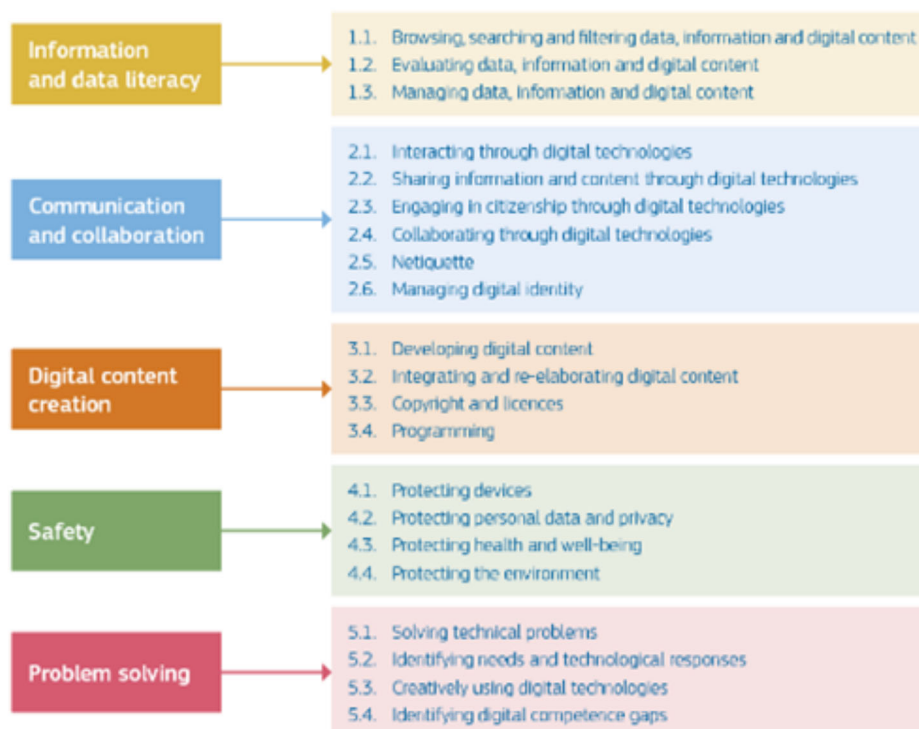 Information
and data literacy
1.1. Browsing, searching and filtering data, information and digital content
1.2. Evaluating data, information and digital content
1.3. Managing data, information and digital content
Communication
and collaboration
2.1. Interacting through digital technologies
2.2. Sharing information and content through digital technologies
2.3. Engaging in citizenship through digital technologies
2.4. Collaborating through digital technologies
2.5. Netiquette
2.6. Managing digital identity
Digital content
creation
3.1. Developing digital content
3.2. Integrating and re-elaborating digital content
3.3. Copyright and licences
3.4. Programming
Safety
4.1. Protecting devices
4.2. Protecting personal data and privacy
4.3. Protecting health and well-being
4.4. Protecting the environment
Problem solving
5.1. Solving technical problems
5.2. Identifying needs and technological responses
5.3. Creatively using digital technologies
5.4. Identifying digital competence gaps